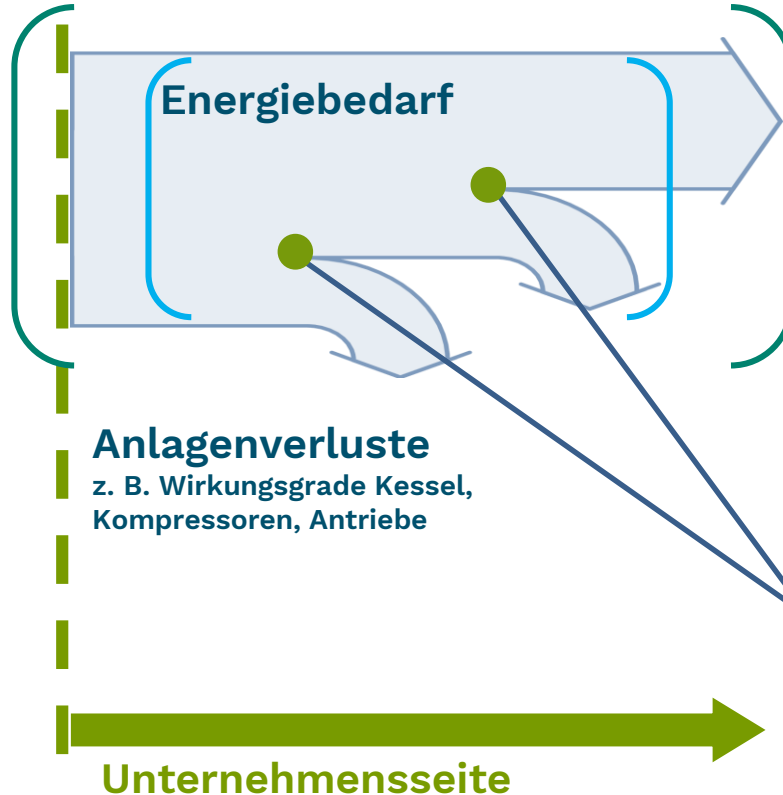 Energiebedarf
Anlagenverluste
z. B. Wirkungsgrade Kessel,
Kompressoren, Antriebe
Unternehmensseite